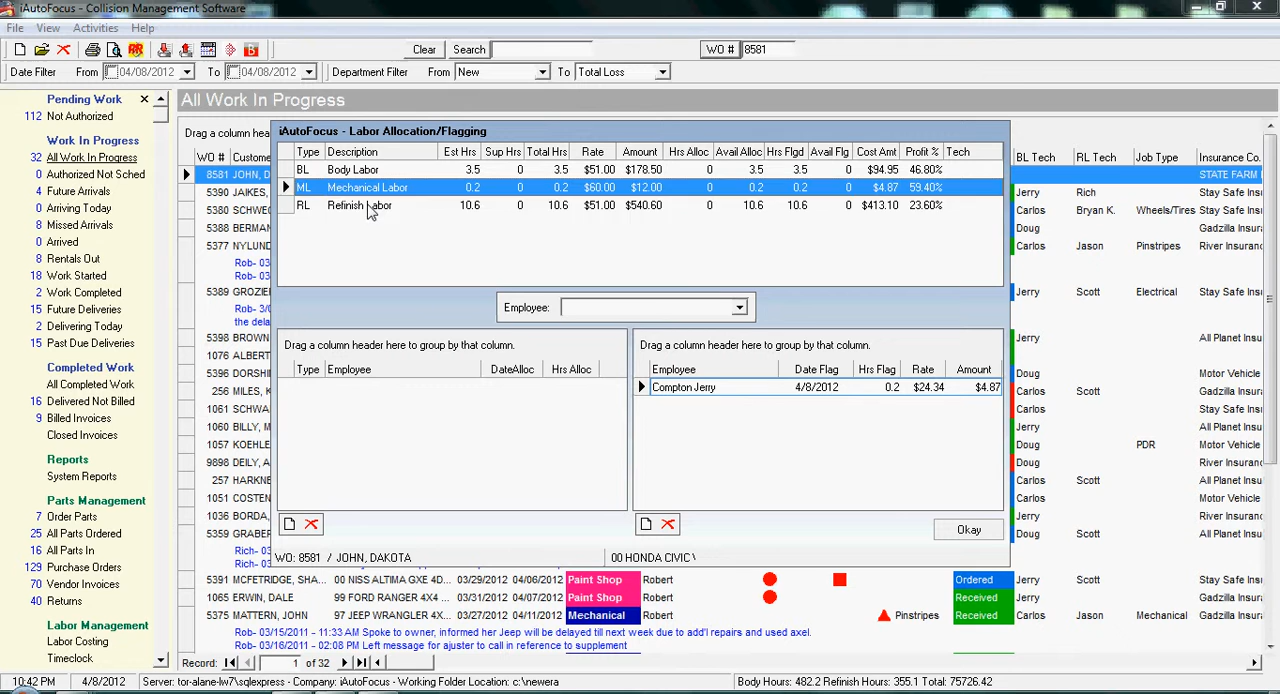 iAutoFocus - Collision Management Software
File View Activities Help
Clear Search WO # 8581
Date Filter From 04/08/2012 To 04/08/2012 Department Filter From New To Total Loss
Pending Work
112 Not Authorized
Work In Progress
32 All Work In Progress
0 Authorized Not Sched
4 Future Arrivals
0 Arriving Today
8 Missed Arrivals
0 Arrived
8 Rentals Out
18 Work Started
2 Work Completed
15 Future Deliveries
2 Delivering Today
15 Past Due Deliveries
Completed Work
All Completed Work
16 Delivered Not Billed
9 Billed Invoices
Closed Invoices
Reports
System Reports
Parts Management
7 Order Parts
25 All Parts Ordered
16 All Parts In
129 Purchase Orders
70 Vendor Invoices
40 Returns
Labor Management
Labor Costing
Timeclock
All Work In Progress
Drag a column hea
WO # Custome
8581 JOHN, D
5390 JAIKES,
5380 SCHWE
5388 BERMAN
5377 NYLUND
Rob- 03
Rob- 03
5389 GROZIE
Rob- 3/0
the dela
5398 BROWN
1076 ALBERT
5396 DORSHI
256 MILES, K
1061 SCHWA
1057 KOEHLE
9898 DEILY, A
257 HARKNE
1051 COSTEN
1036 BORDA,
5359 GRABER
Rich- 03
Rob- 03
iAutoFocus - Labor Allocation/Flagging
Type Description Est Hrs Sup Hrs Total Hrs Rate Amount Hrs Alloc Avail Alloc Hrs Flgd Avail Flg Cost Amt Profit % Tech
BL Body Labor 3.5 0 3.5 $51.00 $178.50 0 3.5 3.5 0 $94.95 46.80%
ML Mechanical Labor 0.2 0 0.2 $60.00 $12.00 0 0.2 0.2 0 $4.87 59.40%
RL Refinish Labor 10.6 0 10.6 $51.00 $540.60 0 10.6 10.6 0 $413.10 23.60%
Employee:
Drag a column header here to group by that column.
Type Employee DateAlloc Hrs Alloc
Drag a column header here to group by that column.
Employee Date Flag Hrs Flag Rate Amount
Compton Jerry 4/8/2012 0.2 $24.34 $4.87
Okay
WO: 8581 / JOHN, DAKOTA 00 HONDA CIVIC \
BL Tech RL Tech Job Type Insurance Co.
STATE FARM
Jerry Rich Stay Safe Insu
Carlos Bryan K. Wheels/Tires Gadzilla Insur
Doug Stay Safe Insu
Carlos Jason Pinstripes River Insuranc
Jerry Scott Electrical Stay Safe Insu
Jerry All Planet Insur
Doug Motor Vehicle
Carlos Scott Gadzilla Insur
Carlos Stay Safe Insu
Jerry All Planet Insur
Doug PDR Motor Vehicle
Doug River Insuranc
Carlos Scott All Planet Insur
Carlos Motor Vehicle
Jerry Jason All Planet Insur
Doug Scott Gadzilla Insur
5391 MCFETRIDGE, SHA... 00 NISS ALTIMA GXE 4D... 03/29/2012 04/06/2012 Paint Shop Robert Ordered Jerry Scott Stay Safe Insu
1065 ERWIN, DALE 99 FORD RANGER 4X4 ... 03/31/2012 04/07/2012 Paint Shop Robert Received Jerry All Planet Insur
5375 MATTERN, JOHN 97 JEEP WRANGLER 4X... 03/27/2012 04/11/2012 Mechanical Robert Pinstripes Received Carlos Jason Mechanical River Insuranc
Rob- 03/15/2011 - 11:33 AM Spoke to owner, informed her Jeep will be delayed till next week due to add'l repairs and used axel.
Rob- 03/16/2011 - 02:08 PM Left message for ajuster to call in reference to supplement
Record: 1 of 32
10:42 PM 4/8/2012 Server: tor-alane-lw7\sqlexpress - Company: iAutoFocus - Working Folder Location: c:\newera Body Hours: 482.2 Refinish Hours: 355.1 Total: 75726.42